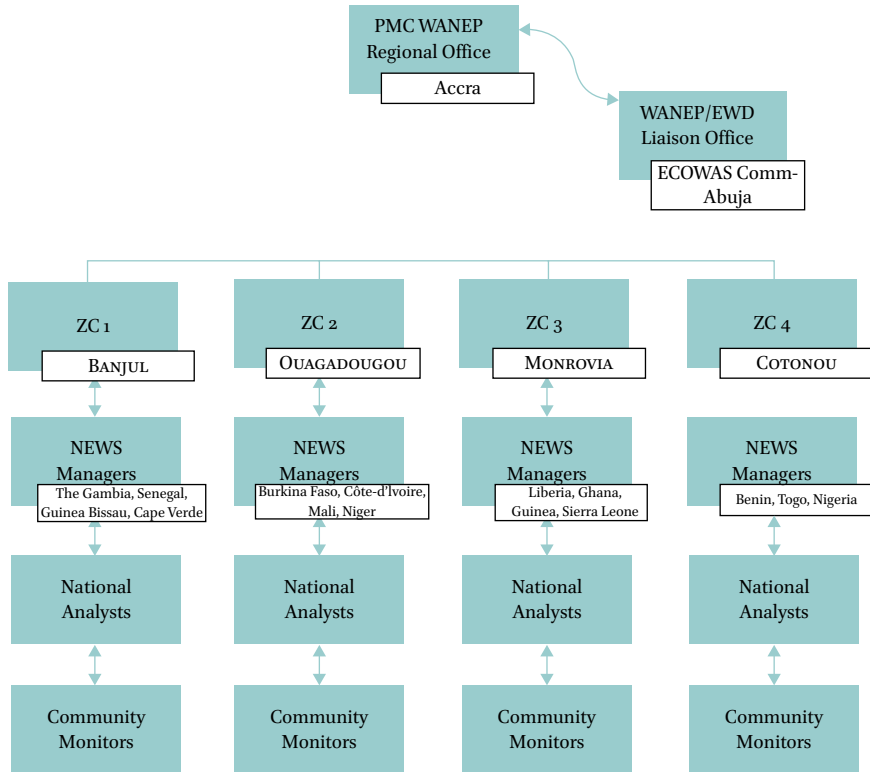 PMC WANEP
Regional Office
Accra
WANEP/EWD
Liaison Office
ECOWAS Comm-
Abuja
ZC 1
Banjul
ZC 2
Ouagadougou
ZC 3
Monrovia
ZC 4
Cotonou
NEWS
Managers
The Gambia, Senegal,
Guinea Bissau, Cape Verde
NEWS
Managers
Burkina Faso, Côte-d'lvoire,
Mali, Niger
NEWS
Managers
Liberia, Ghana,
Guinea, Sierra Leone
NEWS
Managers
Benin, Togo, Nigeria
National
Analysts
National
Analysts
National
Analysts
National
Analysts
Community
Monitors
Community
Monitors
Community
Monitors
Community
Monitors